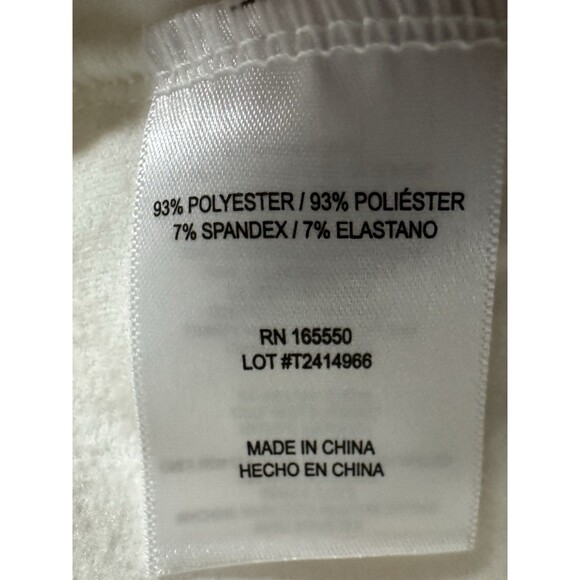 93% POLYESTER / 93% POLIÉSTER
7% SPANDEX / 7% ELASTANO
RN 165550
LOT #T2414966
MADE IN CHINA
HECHO EN CHINA